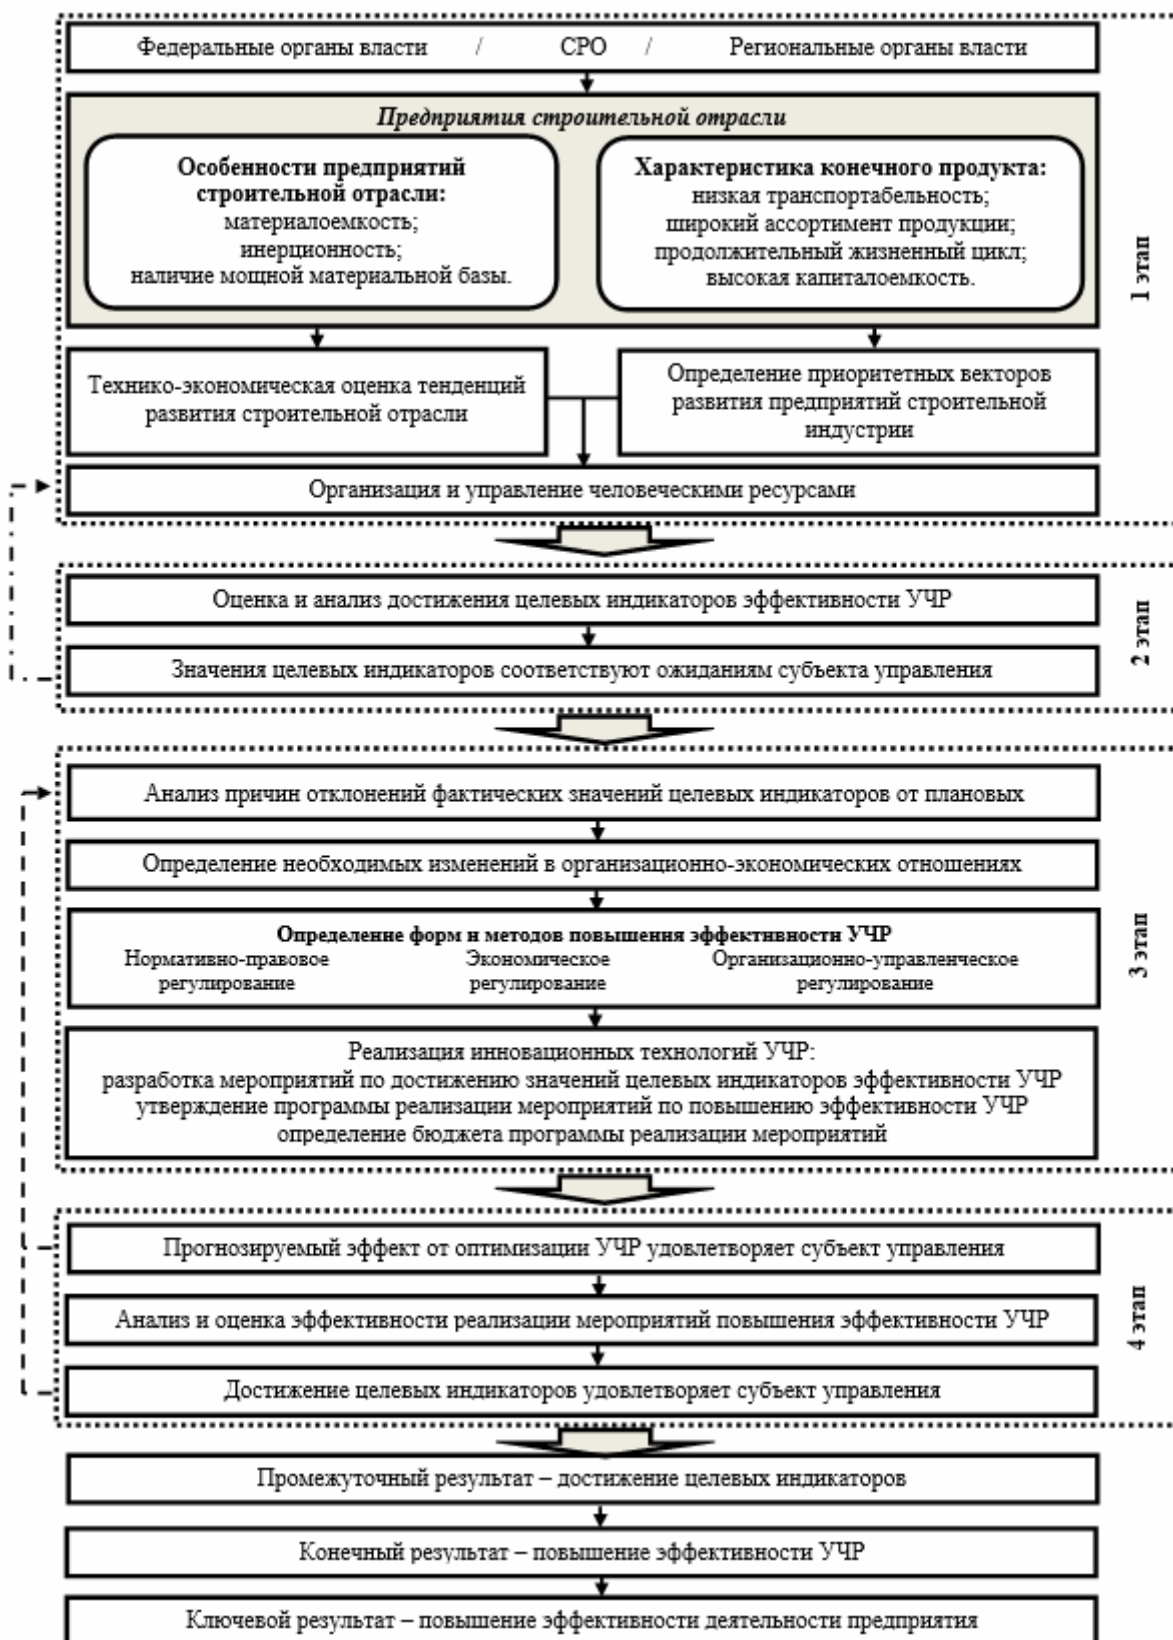 Федеральные органы власти / СРО / Региональные органы власти
Предприятия строительной отрасли
Особенности предприятий
строительной отрасли:
материалоемкость;
инерционность;
наличие мощной материальной базы.
Характеристика конечного продукта:
низкая транспортабельность;
широкий ассортимент продукции;
продолжительный жизненный цикл;
высокая капиталоемкость.
Технико-экономическая оценка тенденций
развития строительной отрасли
Определение приоритетных векторов
развития предприятий строительной
индустрии
Организация и управление человеческими ресурсами
1 этап
Оценка и анализ достижения целевых индикаторов эффективности УЧР
Значения целевых индикаторов соответствуют ожиданиям субъекта управления
2 этап
Анализ причин отклонений фактических значений целевых индикаторов от плановых
Определение необходимых изменений в организационно-экономических отношениях
Определение форм и методов повышения эффективности УЧР
Нормативно-правовое
регулирование
Экономическое
регулирование
Организационно-управленческое
регулирование
Реализация инновационных технологий УЧР:
разработка мероприятий по достижению значений целевых индикаторов эффективности УЧР
утверждение программы реализации мероприятий по повышению эффективности УЧР
определение бюджета программы реализации мероприятий
3 этап
Прогнозируемый эффект от оптимизации УЧР удовлетворяет субъект управления
Анализ и оценка эффективности реализации мероприятий повышения эффективности УЧР
Достижение целевых индикаторов удовлетворяет субъект управления
4 этап
Промежуточный результат – достижение целевых индикаторов
Конечный результат – повышение эффективности УЧР
Ключевой результат – повышение эффективности деятельности предприятия